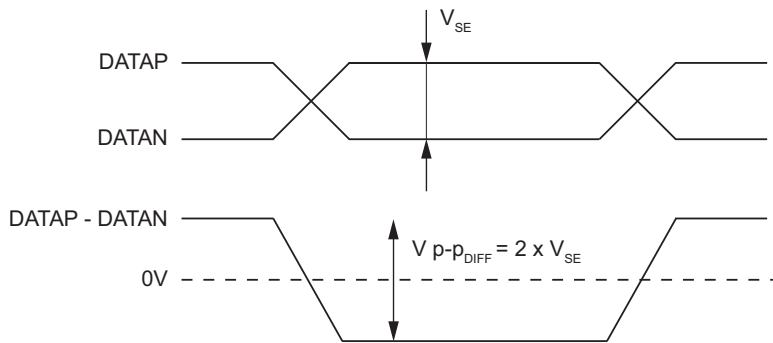 V_SE
DATAP
DATAN
DATAP - DATAN
V p-p_DIFF = 2 x V_SE
0V